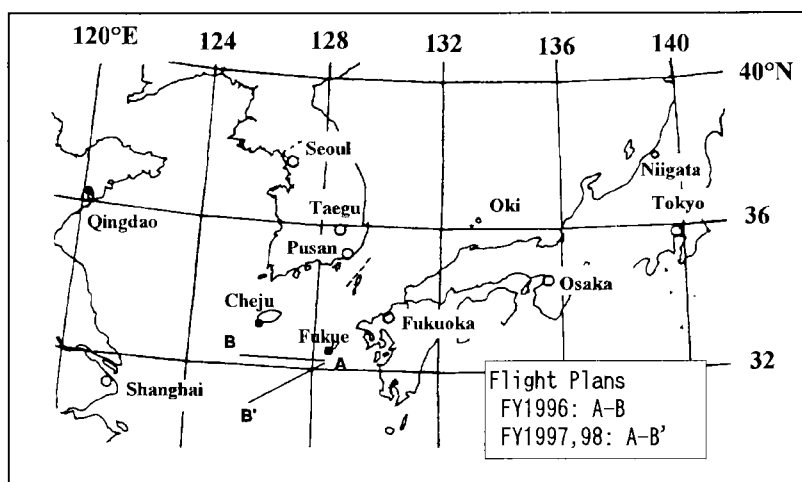 120°E 124 128 132 136 140
40°N
Seoul
Niigata
Qingdao
Taegu
Oki
Tokyo
36
Pusan
Cheju
Osaka
Fukue
Fukuoka
B
A
32
Shanghai
B'
Flight Plans
FY1996: A-B
FY1997,98: A-B'